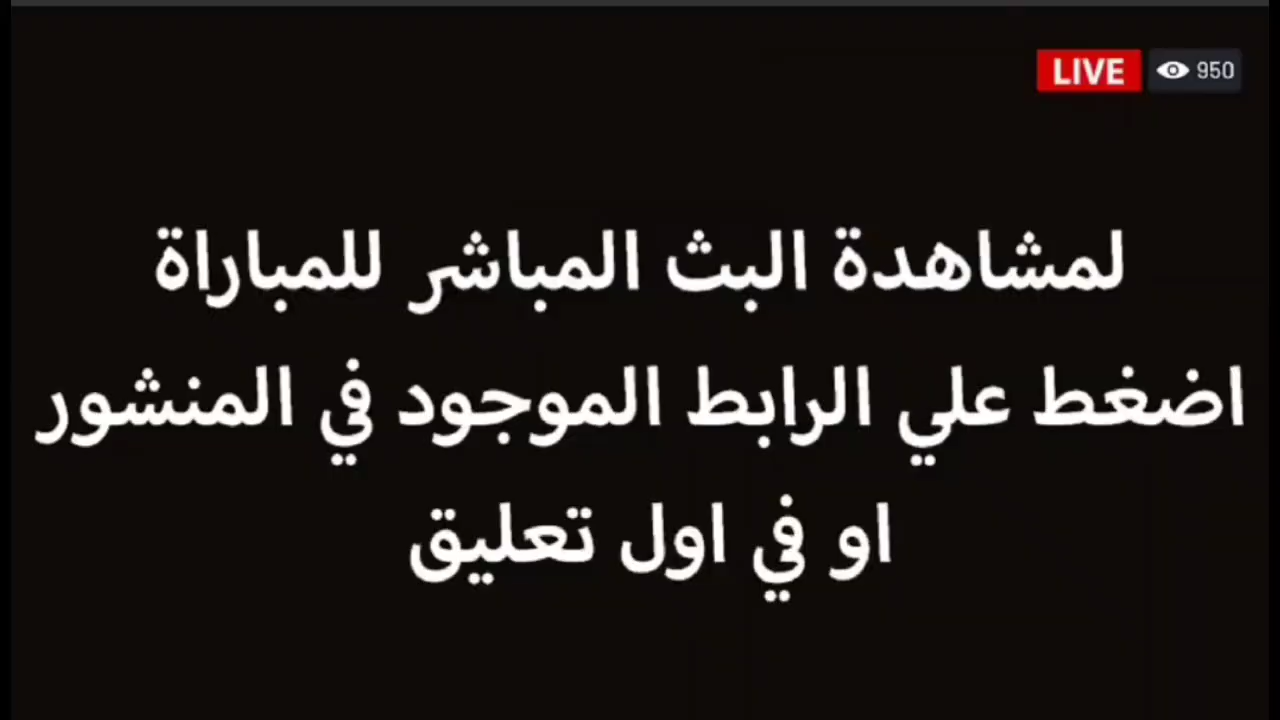 LIVE 950
لمشاهدة البث المباشر للمباراة
اضغط علي الرابط الموجود في المنشور
او في اول تعليق